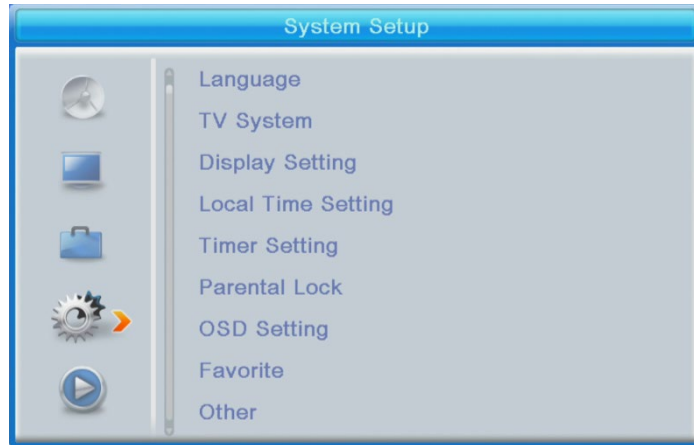 System Setup
Language
TV System
Display Setting
Local Time Setting
Timer Setting
Parental Lock
OSD Setting
Favorite
Other